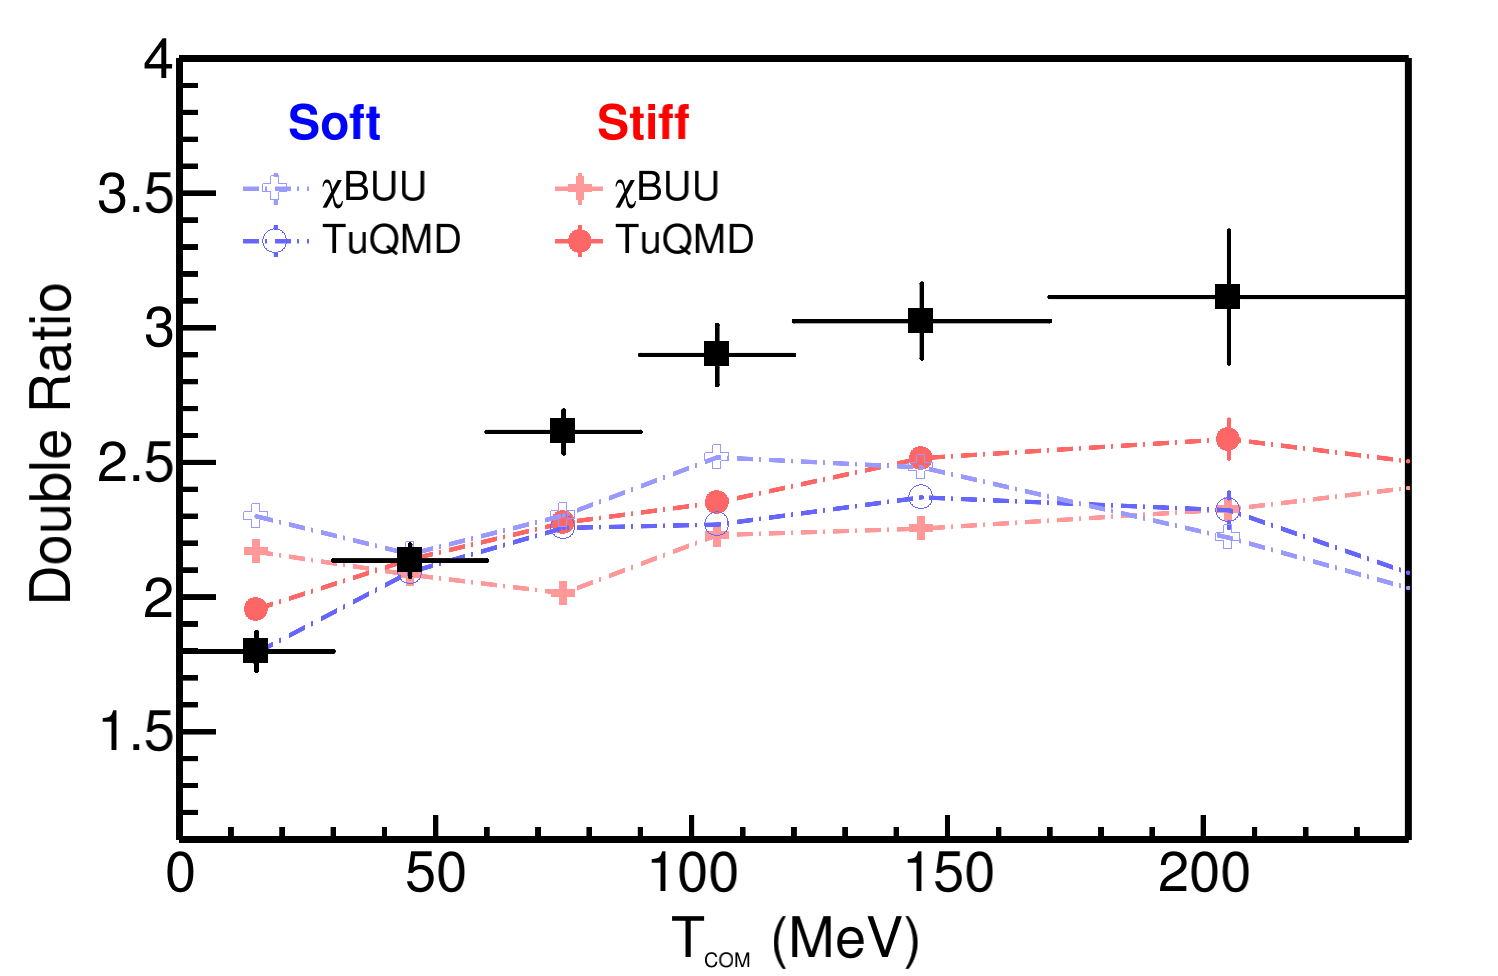 4
Soft Stiff
χBUU χBUU
3.5
TuQMD TuQMD
3
Double Ratio
2.5
2
1.5
0 50 100 150 200
T_COM (MeV)